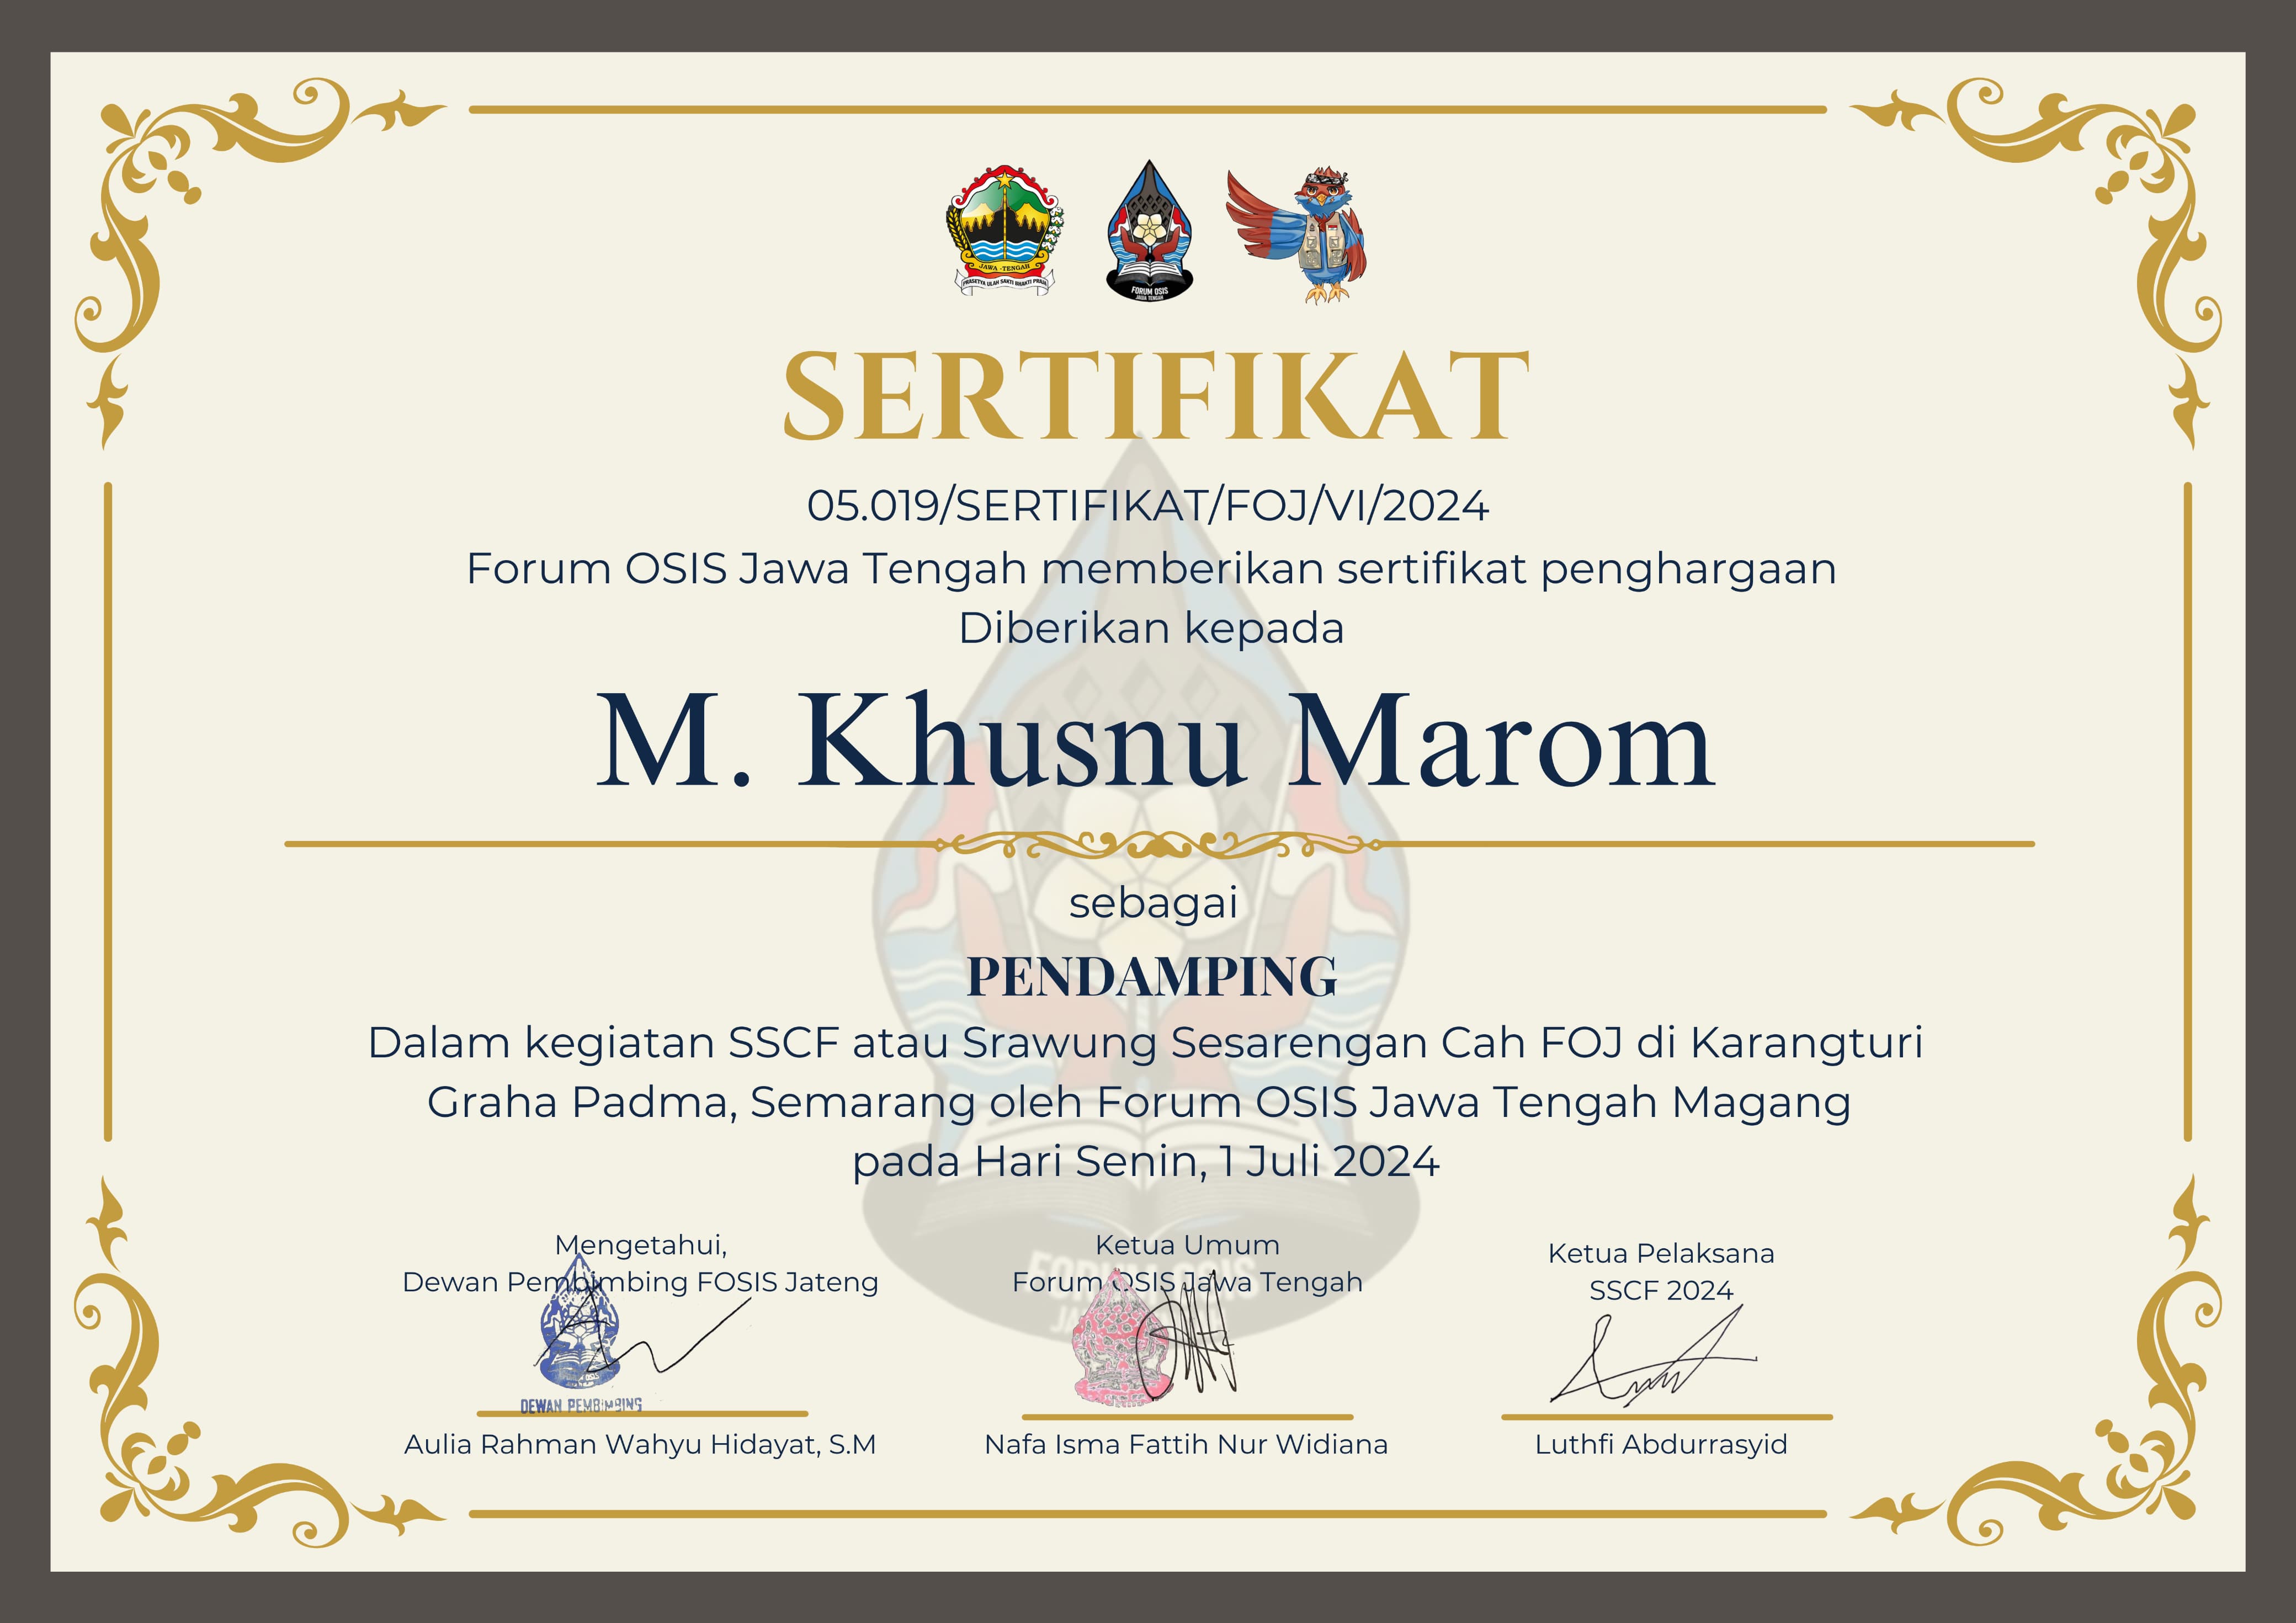 JAWA - TENGAH
PRASETYA ULAH SAKTI BHAKTI PRAJA
FORUM OSIS
JAWA TENGAH
SERTIFIKAT
05.019/SERTIFIKAT/FOJ/VI/2024
Forum OSIS Jawa Tengah memberikan sertifikat penghargaan
Diberikan kepada
M. Khusnu Marom
sebagai
PENDAMPING
Dalam kegiatan SSCF atau Srawung Sesarengan Cah FOJ di Karangturi
Graha Padma, Semarang oleh Forum OSIS Jawa Tengah Magang
pada Hari Senin, 1 Juli 2024
Mengetahui,
Dewan Pembimbing FOSIS Jateng
DEWAN PEMBIMBING
Aulia Rahman Wahyu Hidayat, S.M
Ketua Umum
Forum OSIS Jawa Tengah
FORUM OSIS
Nafa Isma Fattih Nur Widiana
Ketua Pelaksana
SSCF 2024
Luthfi Abdurrasyid